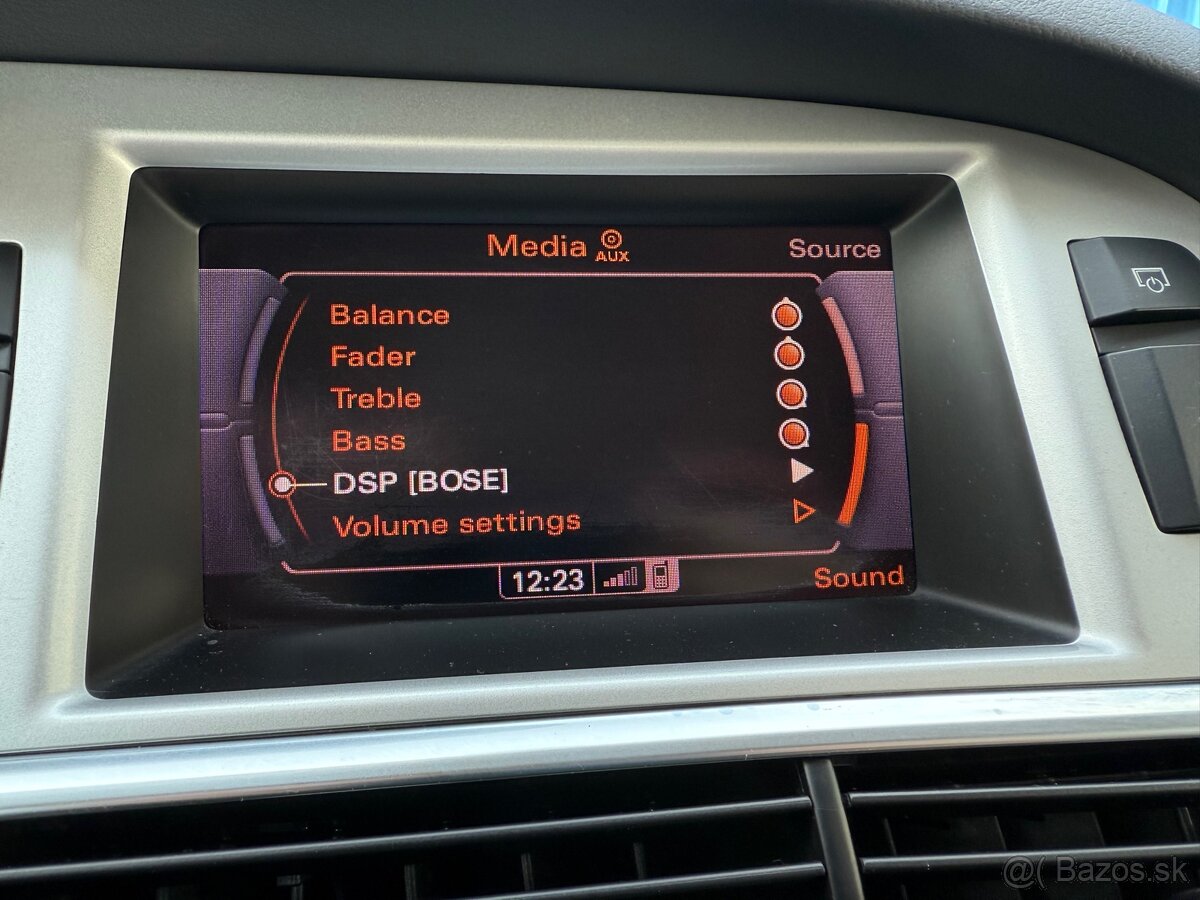 Media AUX Source
Balance
Fader
Treble
Bass
DSP [BOSE]
Volume settings
12:23
Sound
@( Bazos.sk